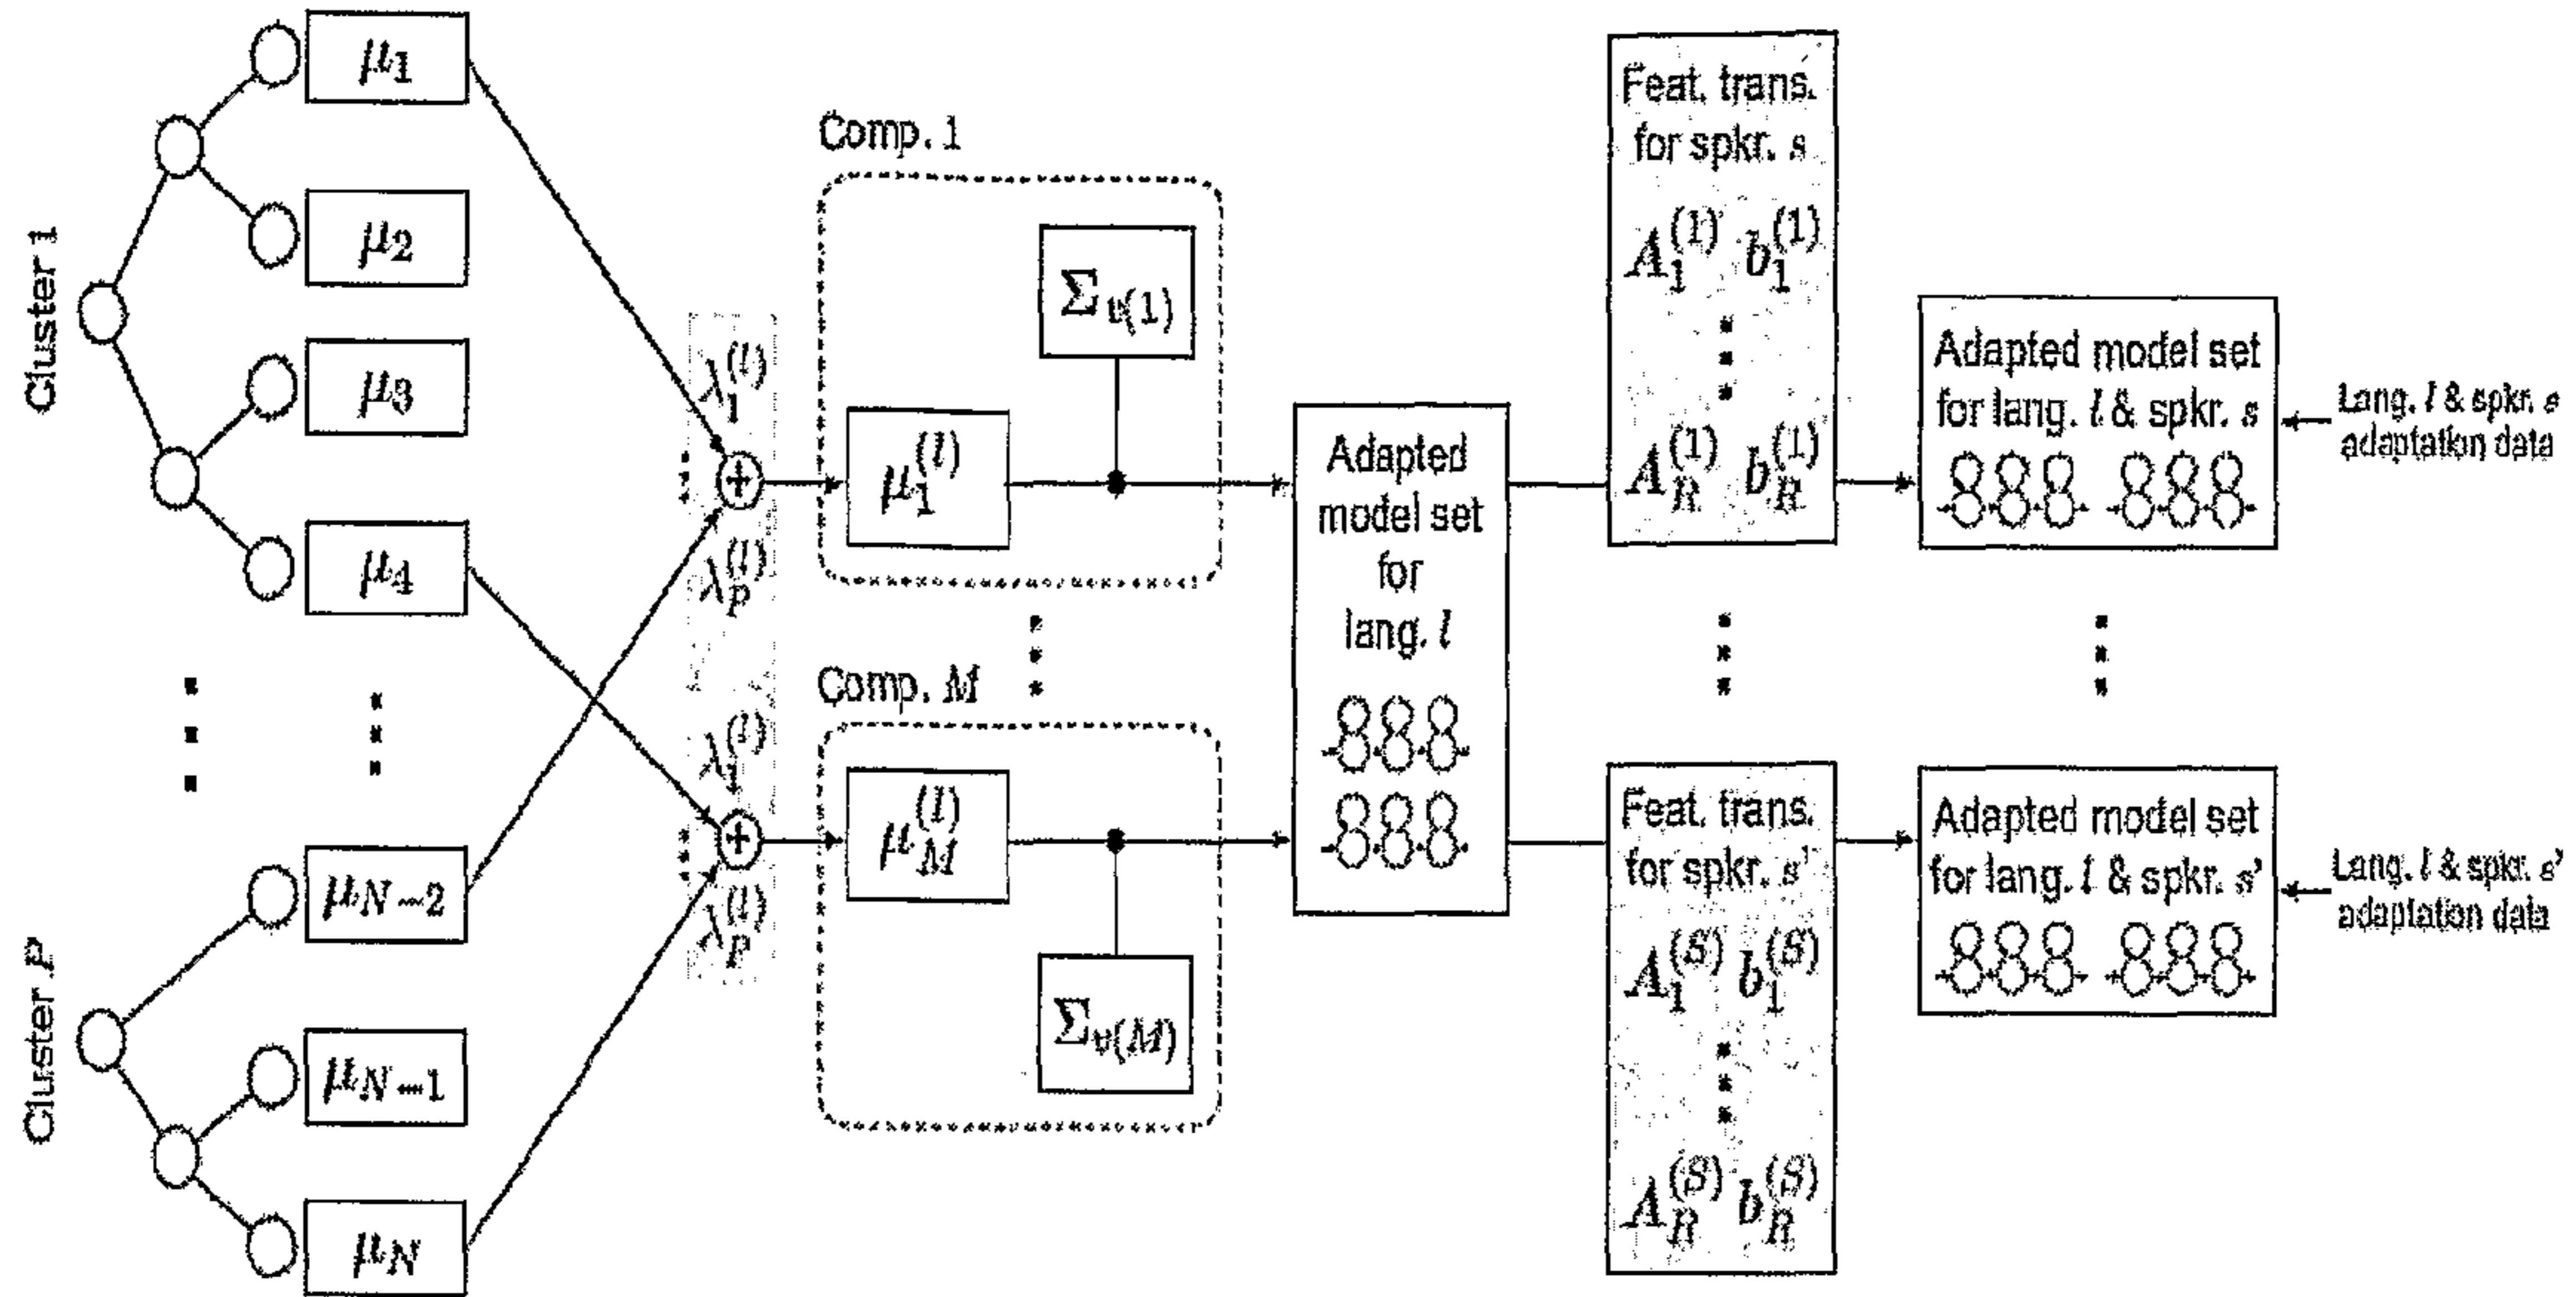 Cluster 1
μ1
μ2
μ3
μ4
Cluster P
μN−2
μN−1
μN
λ1(l)
λP(l)
λ1(l)
λP(l)
Comp. 1
Σv(1)
μ1(l)
Comp. M
μM(l)
Σv(M)
Adapted
model set
for
lang. l
Feat. trans.
for spkr. s
A1(1) b1(1)
AR(1) bR(1)
Feat. trans.
for spkr. s'
A1(S) b1(S)
AR(S) bR(S)
Adapted model set
for lang. l & spkr. s
Lang. l & spkr. s
adaptation data
Adapted model set
for lang. l & spkr. s'
Lang. l & spkr. s'
adaptation data